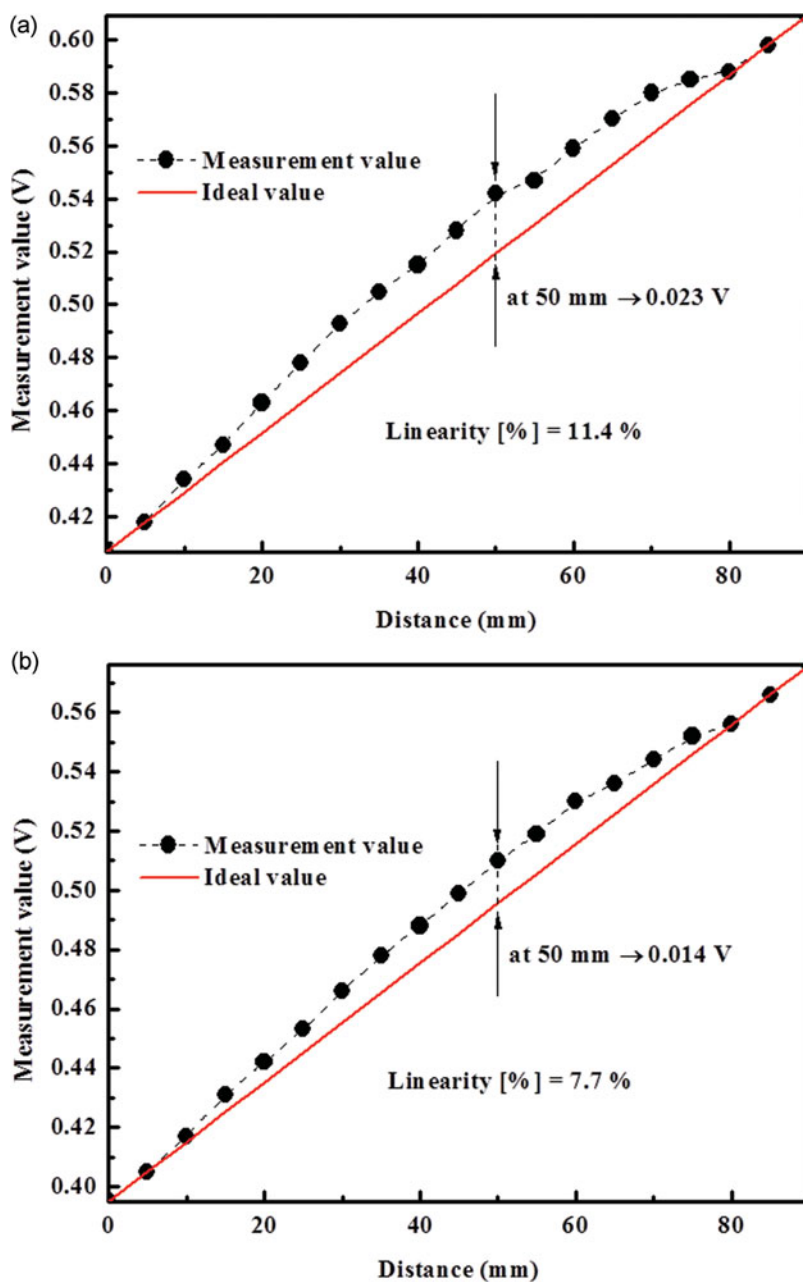 (a)
0.60
0.58
0.56
0.54
0.52
0.50
0.48
0.46
0.44
0.42
Measurement value (V)
Measurement value
Ideal value
at 50 mm → 0.023 V
Linearity [%] = 11.4 %
0 20 40 60 80
Distance (mm)
(b)
0.56
0.54
0.52
0.50
0.48
0.46
0.44
0.42
0.40
Measurement value (V)
Measurement value
Ideal value
at 50 mm → 0.014 V
Linearity [%] = 7.7 %
0 20 40 60 80
Distance (mm)